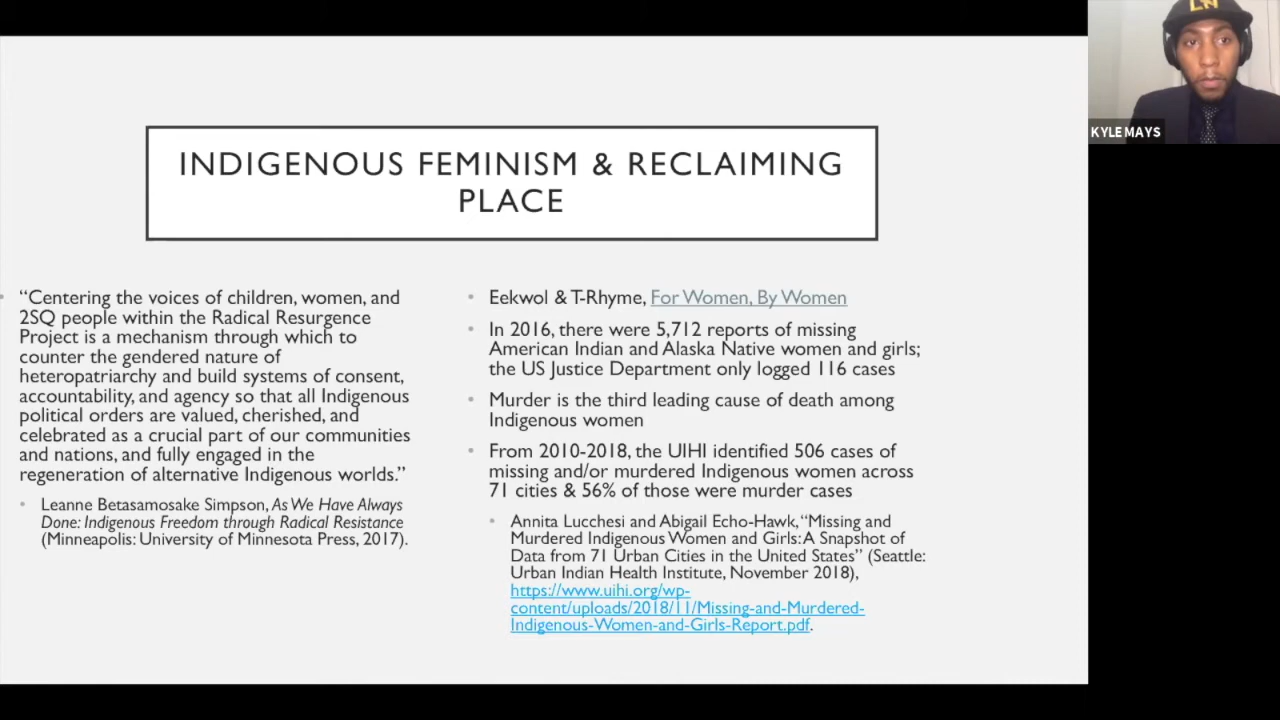 LN
KYLE MAYS
INDIGENOUS FEMINISM & RECLAIMING
PLACE
• “Centering the voices of children, women, and
2SQ people within the Radical Resurgence
Project is a mechanism through which to
counter the gendered nature of
heteropatriarchy and build systems of consent,
accountability, and agency so that all Indigenous
political orders are valued, cherished, and
celebrated as a crucial part of our communities
and nations, and fully engaged in the
regeneration of alternative Indigenous worlds.”
• Leanne Betasamosake Simpson, As We Have Always
Done: Indigenous Freedom through Radical Resistance
(Minneapolis: University of Minnesota Press, 2017).
• Eekwol & T-Rhyme, For Women, By Women
• In 2016, there were 5,712 reports of missing
American Indian and Alaska Native women and girls;
the US Justice Department only logged 116 cases
• Murder is the third leading cause of death among
Indigenous women
• From 2010-2018, the UIHI identified 506 cases of
missing and/or murdered Indigenous women across
71 cities & 56% of those were murder cases
• Annita Lucchesi and Abigail Echo-Hawk, “Missing and
Murdered Indigenous Women and Girls: A Snapshot of
Data from 71 Urban Cities in the United States” (Seattle:
Urban Indian Health Institute, November 2018),
https://www.uihi.org/wp-
content/uploads/2018/11/Missing-and-Murdered-
Indigenous-Women-and-Girls-Report.pdf.